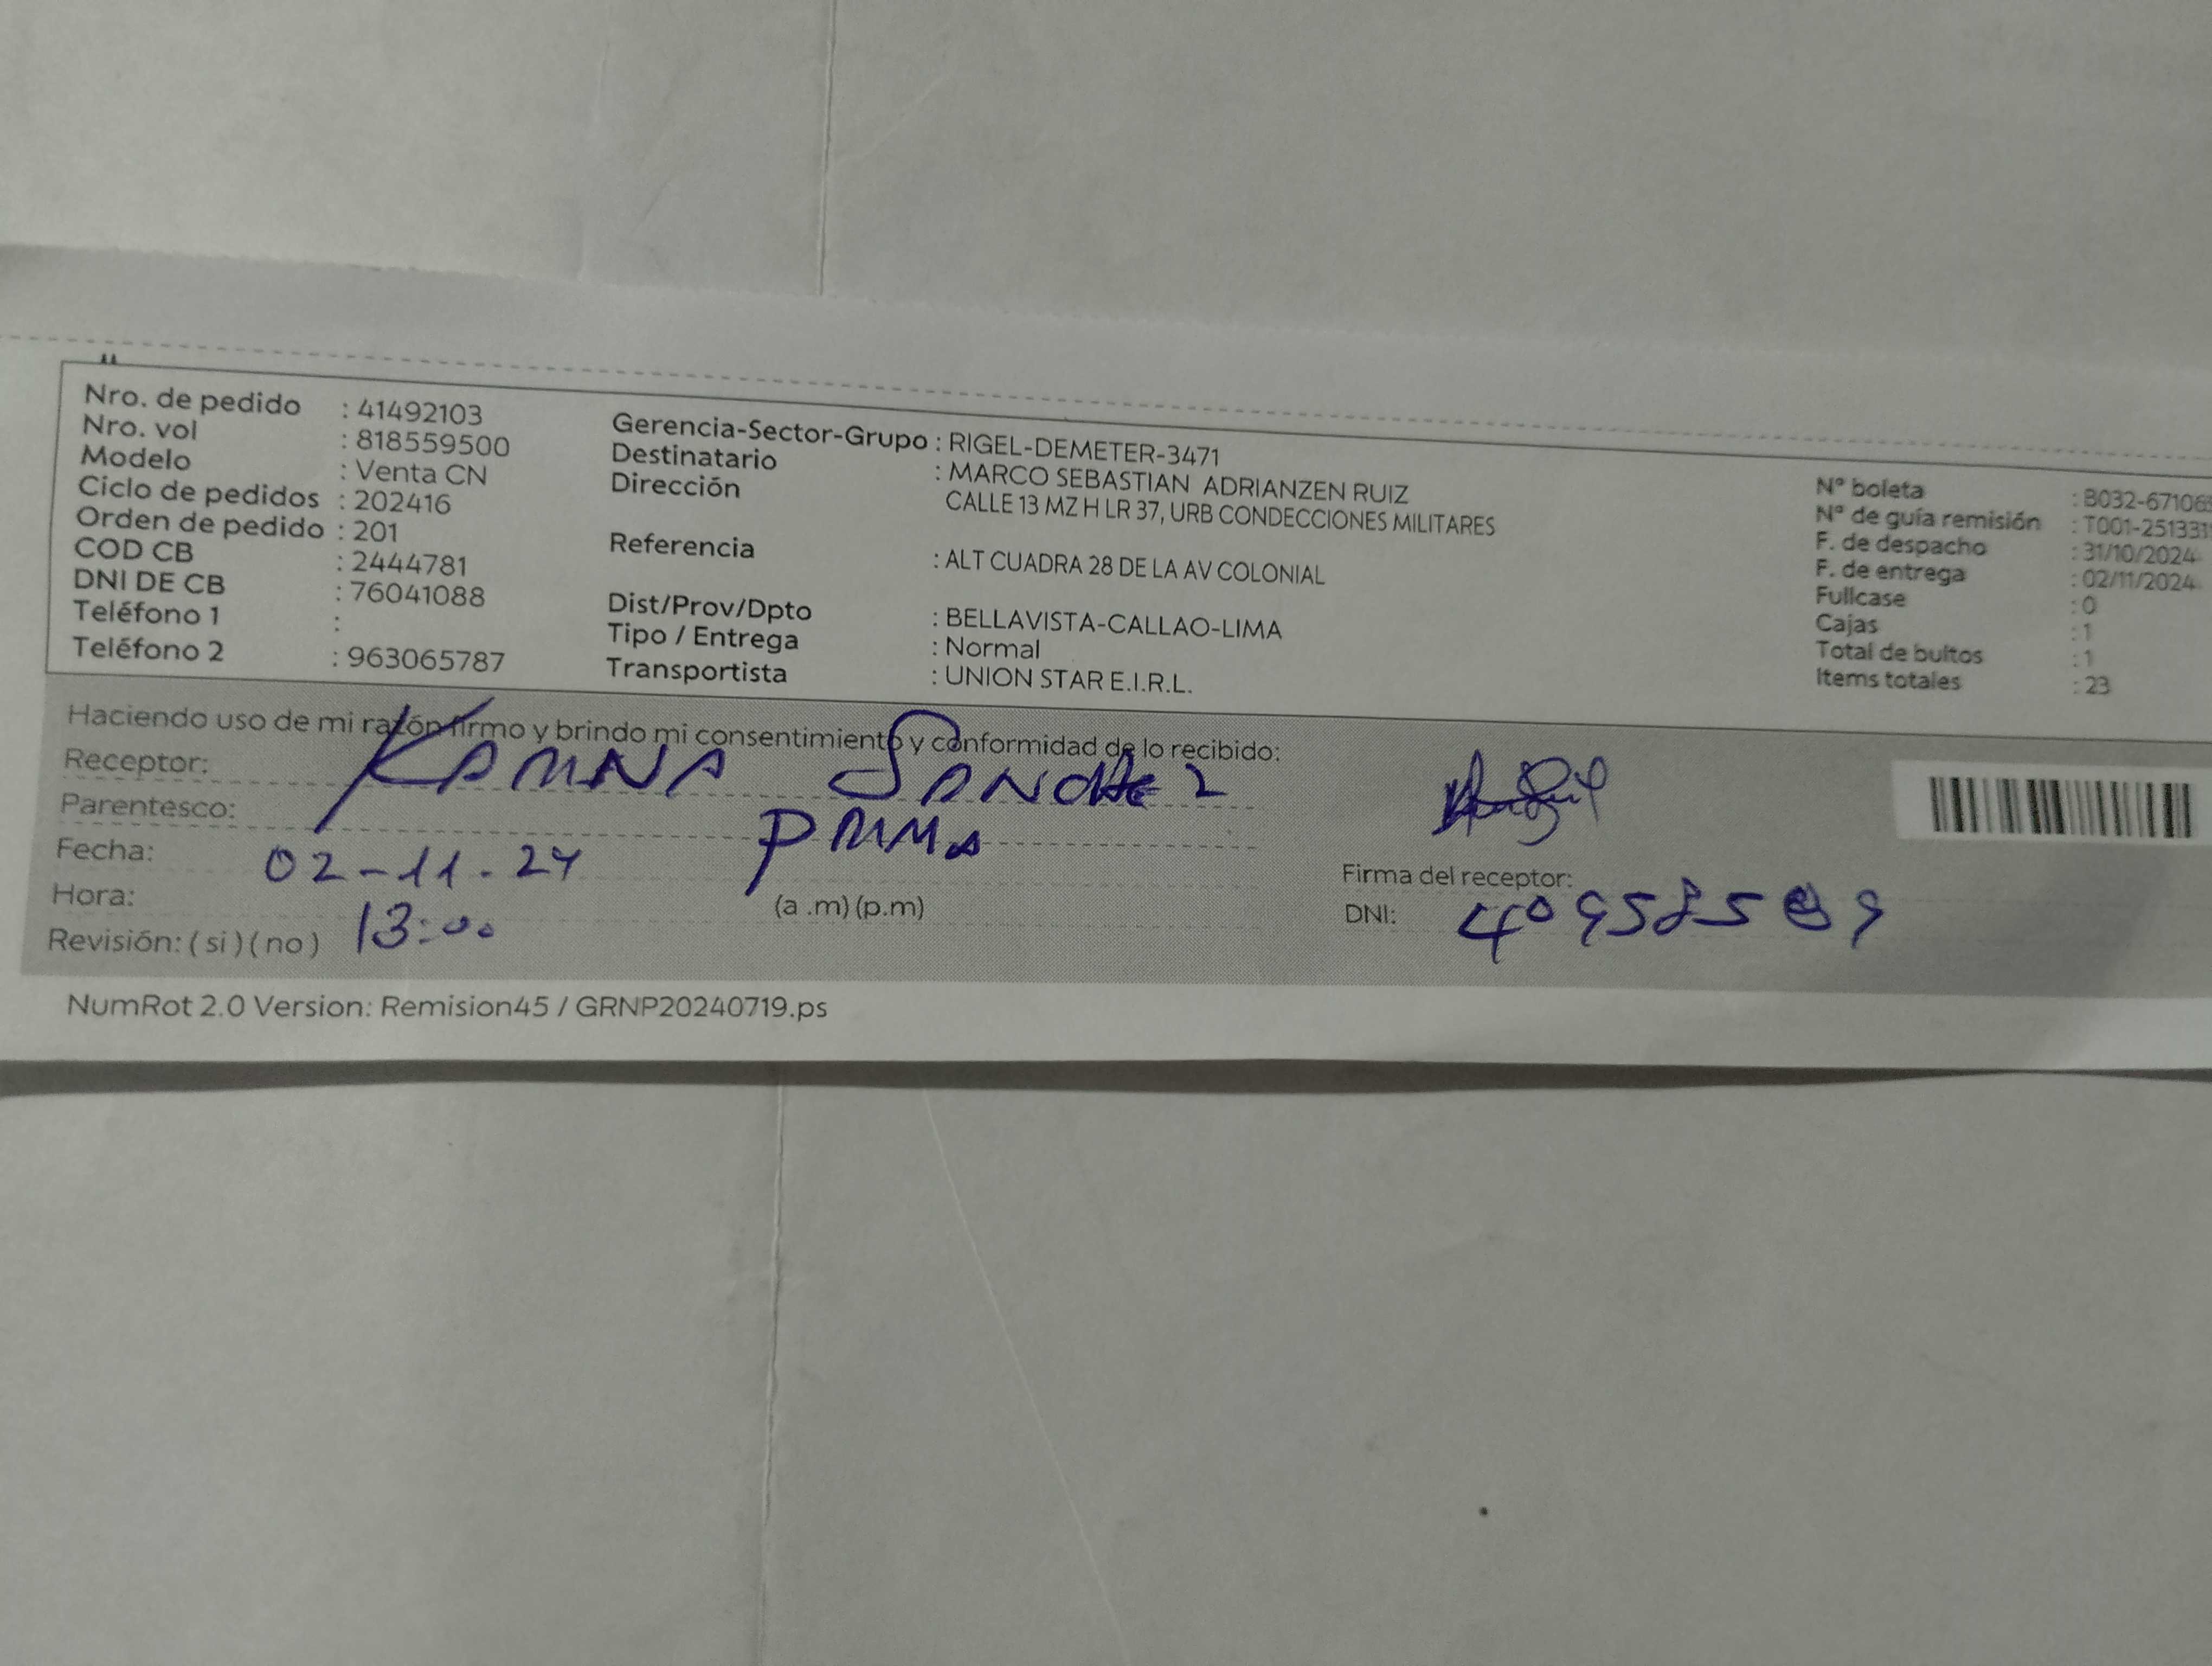 Nro. de pedido : 41492103
Nro. vol : 818559500
Modelo : Venta CN
Ciclo de pedidos : 202416
Orden de pedido : 201
COD CB : 2444781
DNI DE CB : 76041088
Teléfono 1 :
Teléfono 2 : 963065787
Gerencia-Sector-Grupo : RIGEL-DEMETER-3471
Destinatario : MARCO SEBASTIAN ADRIANZEN RUIZ
Dirección CALLE 13 MZ H LR 37, URB CONDECCIONES MILITARES
Referencia : ALT CUADRA 28 DE LA AV COLONIAL
Dist/Prov/Dpto : BELLAVISTA-CALLAO-LIMA
Tipo / Entrega : Normal
Transportista : UNION STAR E.I.R.L.
N° boleta : B032-67106
N° de guía remisión : T001-251331
F. de despacho : 31/10/2024
F. de entrega : 02/11/2024
Fullcase : 0
Cajas : 1
Total de bultos : 1
Items totales : 23
Haciendo uso de mi razón firmo y brindo mi consentimiento y conformidad de lo recibido:
Receptor: SANCHEZ
Parentesco: PRIMA
Fecha: 02-11-24
Hora: 13:00 (a .m) (p.m)
Revisión: ( si ) ( no )
Firma del receptor:
DNI:
NumRot 2.0 Version: Remision45 / GRNP20240719.ps